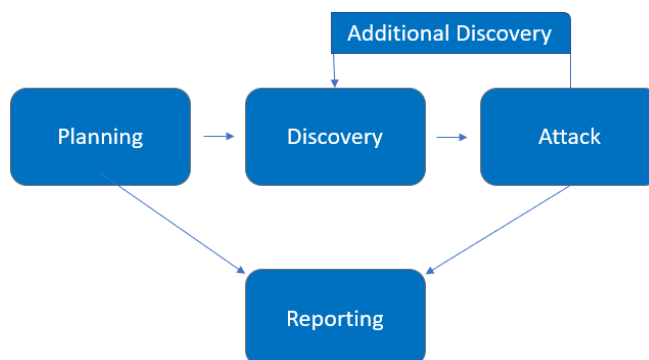 Additional Discovery
Planning
Discovery
Attack
Reporting